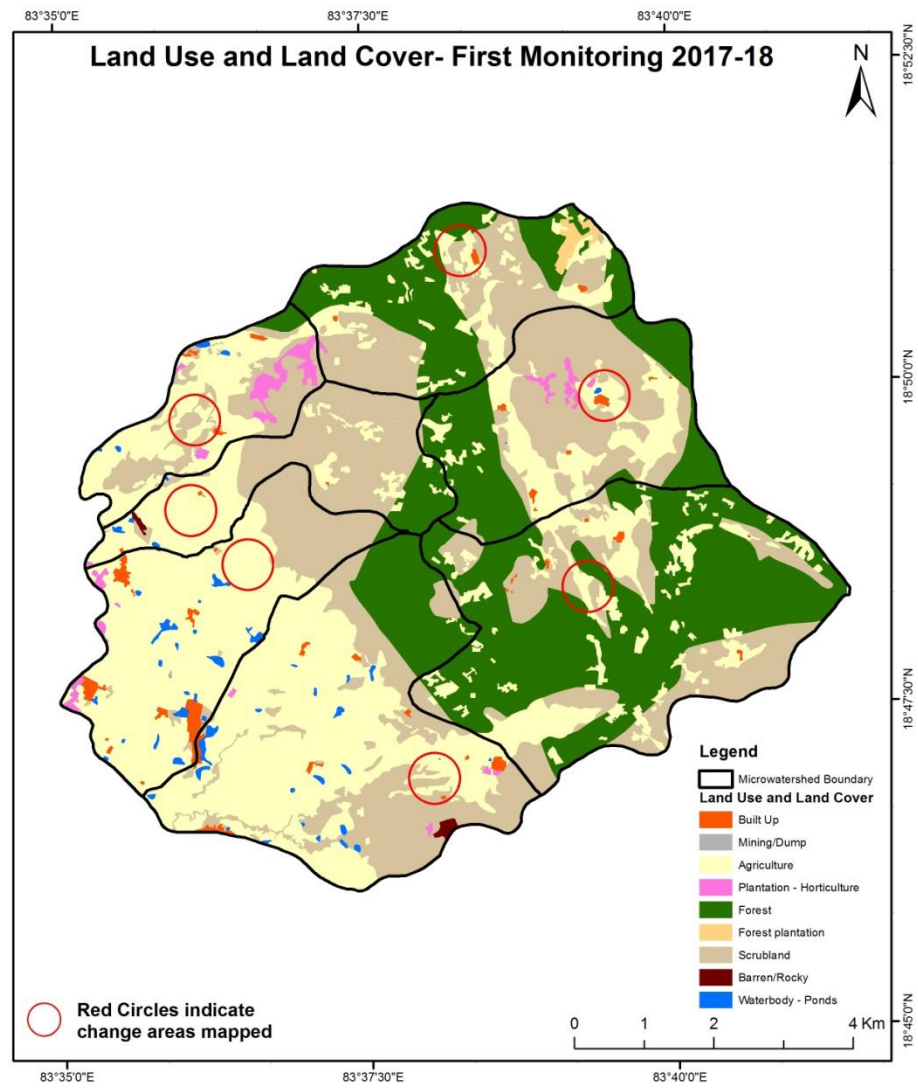 83°35'0"E
83°37'30"E
83°40'0"E
Land Use and Land Cover- First Monitoring 2017-18
N
18°52'30"N
18°50'0"N
18°47'30"N
18°45'0"N
Legend
Microwatershed Boundary
Land Use and Land Cover
Built Up
Mining/Dump
Agriculture
Plantation - Horticulture
Forest
Forest plantation
Scrubland
Barren/Rocky
Waterbody - Ponds
Red Circles indicate
change areas mapped
0 1 2 4 Km
83°35'0"E
83°37'30"E
83°40'0"E